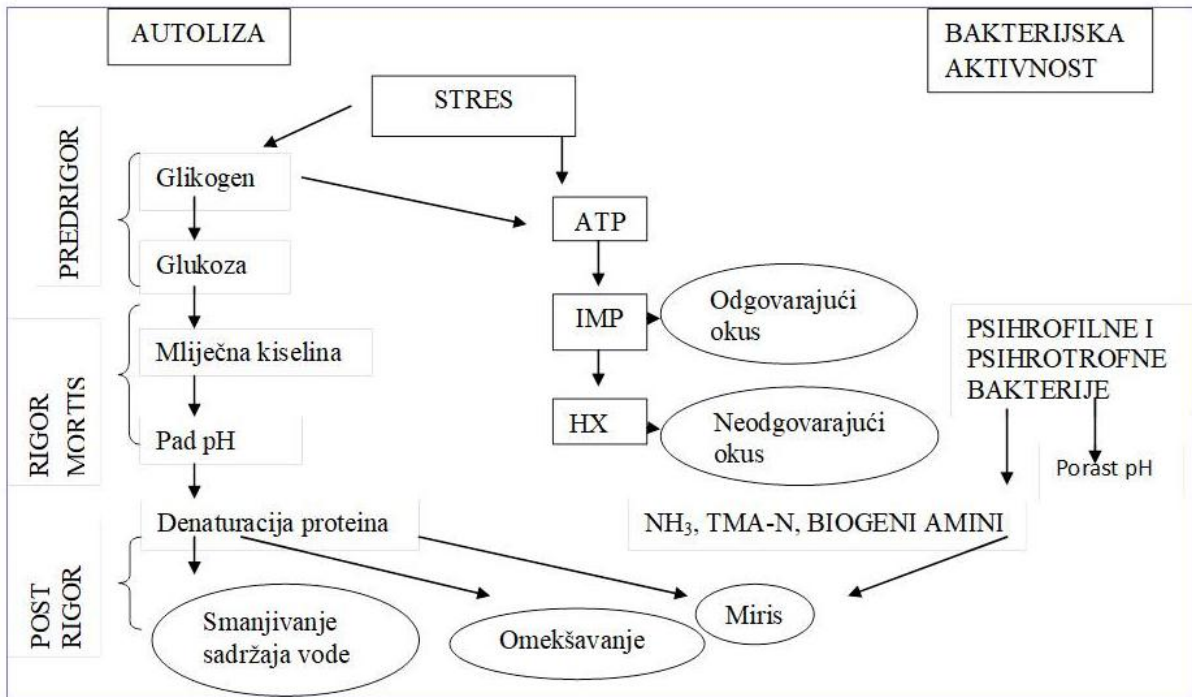 AUTOLIZA
BAKTERIJSKA
AKTIVNOST
STRES
PREDRIGOR
Glikogen
ATP
Glukoza
IMP
Odgovarajući
okus
RIGOR
MORTIS
Mliječna kiselina
PSIHROFILNE I
PSIHROTROFNE
BAKTERIJE
HX
Neodgovarajući
okus
Pad pH
Porast pH
POST
RIGOR
Denaturacija proteina
NH₃, TMA-N, BIOGENI AMINI
Smanjivanje
sadržaja vode
Omekšavanje
Miris